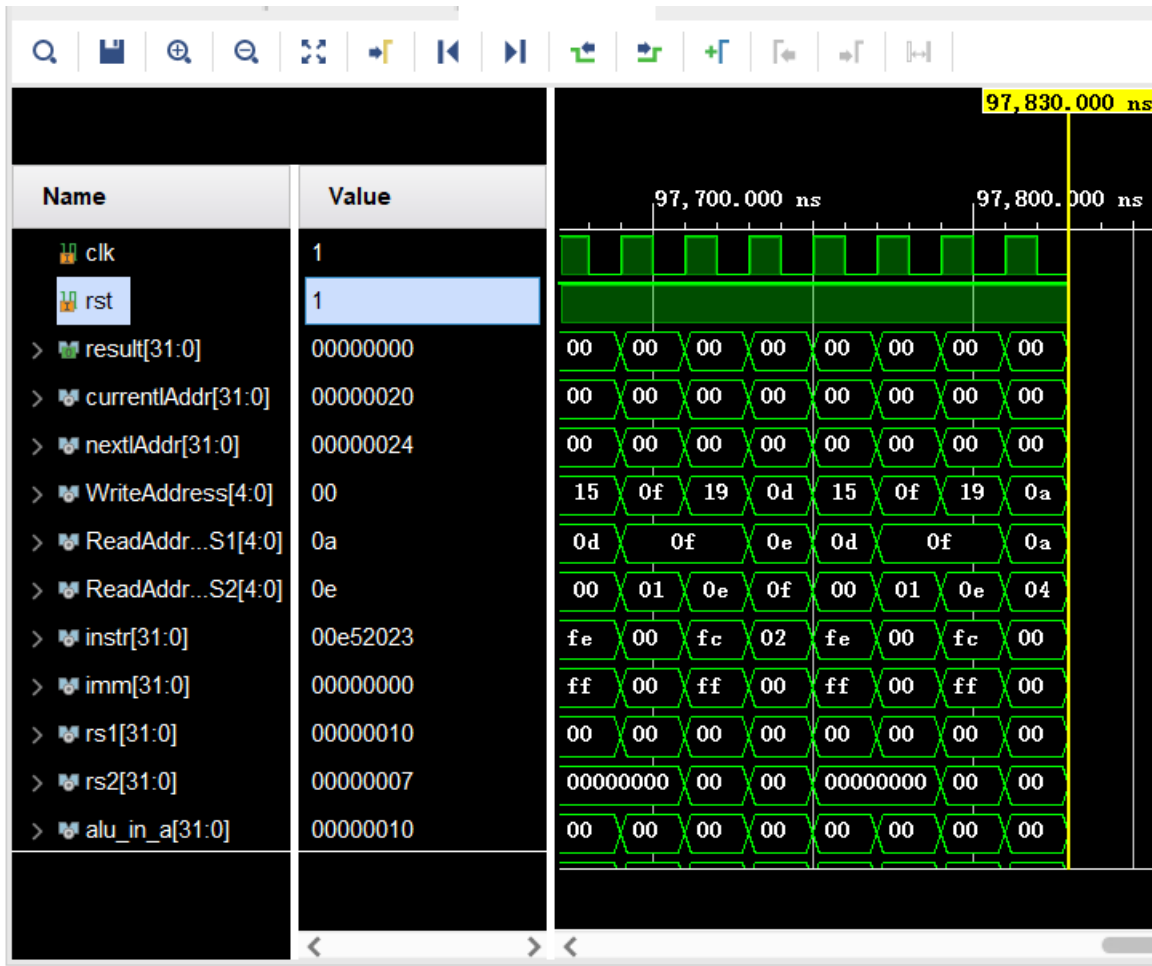 97,830.000 ns
Name Value 97,700.000 ns 97,800.000 ns
clk 1
rst 1
result[31:0] 00000000 00 00 00 00 00 00 00 00
currentIAddr[31:0] 00000020 00 00 00 00 00 00 00 00
nextIAddr[31:0] 00000024 00 00 00 00 00 00 00 00
WriteAddress[4:0] 00 15 0f 19 0d 15 0f 19 0a
ReadAddr...S1[4:0] 0a 0d 0f 0e 0d 0f 0a
ReadAddr...S2[4:0] 0e 00 01 0e 0f 00 01 0e 04
instr[31:0] 00e52023 fe 00 fc 02 fe 00 fc 00
imm[31:0] 00000000 ff 00 ff 00 ff 00 ff 00
rs1[31:0] 00000010 00 00 00 00 00 00 00 00
rs2[31:0] 00000007 00000000 00 00 00000000 00 00
alu_in_a[31:0] 00000010 00 00 00 00 00 00 00 00